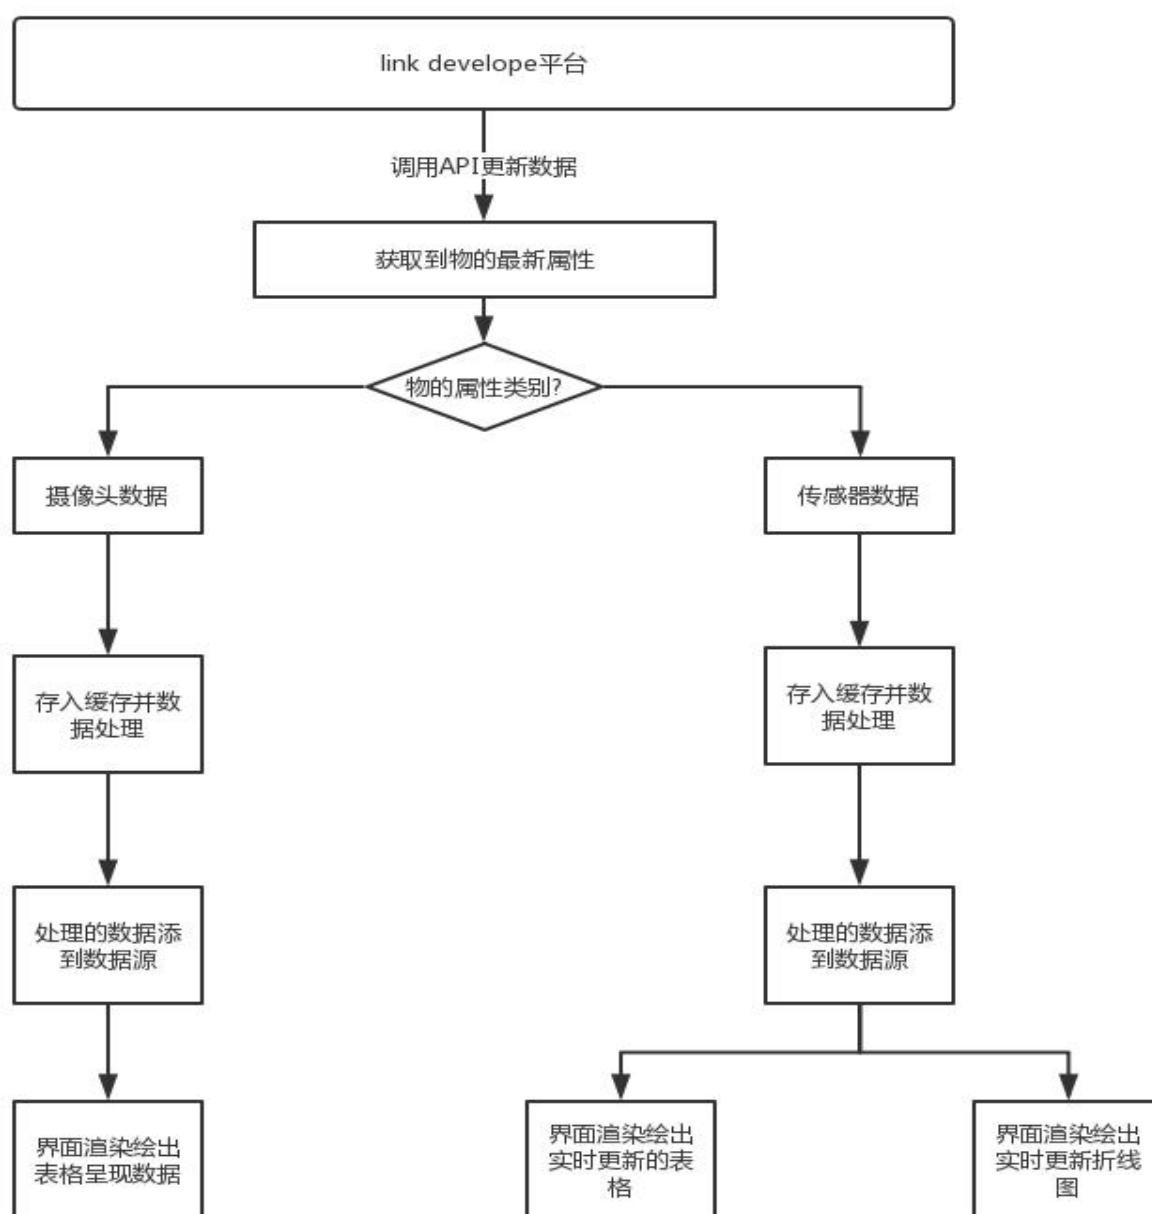 link develope平台
调用API更新数据
获取到物的最新属性
物的属性类别?
摄像头数据
传感器数据
存入缓存并数
据处理
存入缓存并数
据处理
处理的数据添
到数据源
处理的数据添
到数据源
界面渲染绘出
表格呈现数据
界面渲染绘出
实时更新的表
格
界面渲染绘出
实时更新折线
图